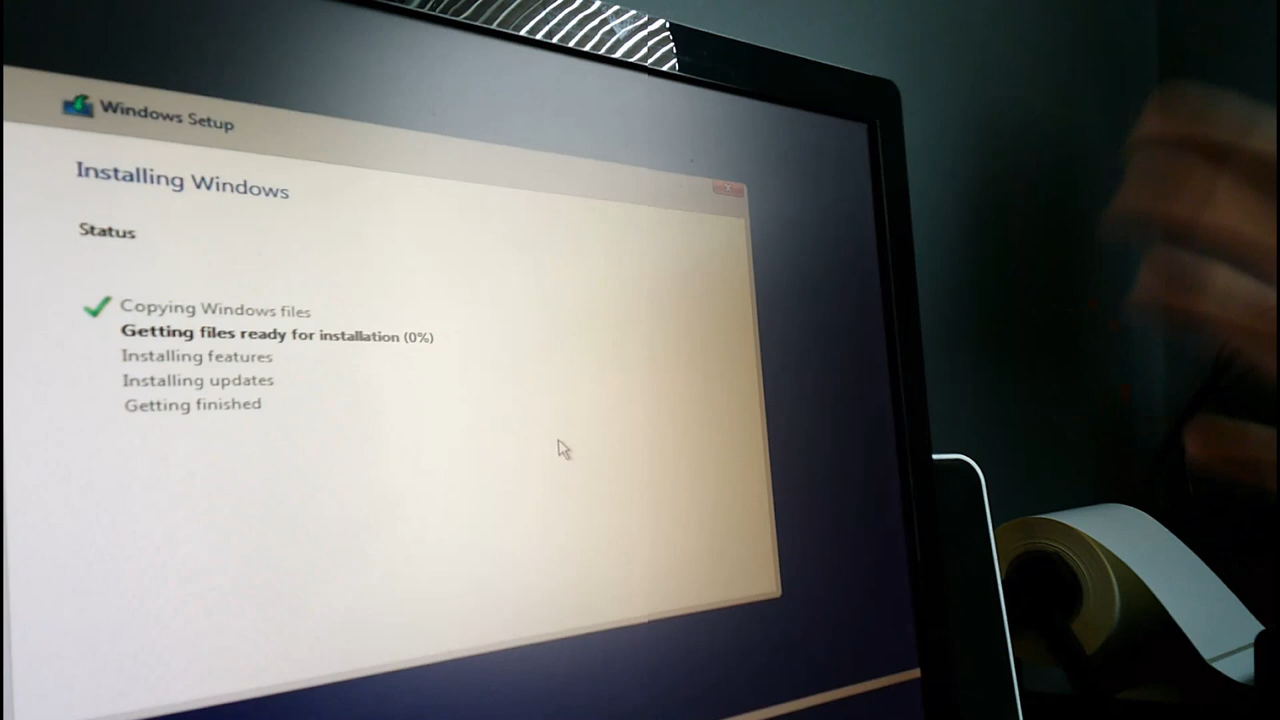 Windows Setup
Installing Windows
Status
Copying Windows files
Getting files ready for installation (0%)
Installing features
Installing updates
Getting finished